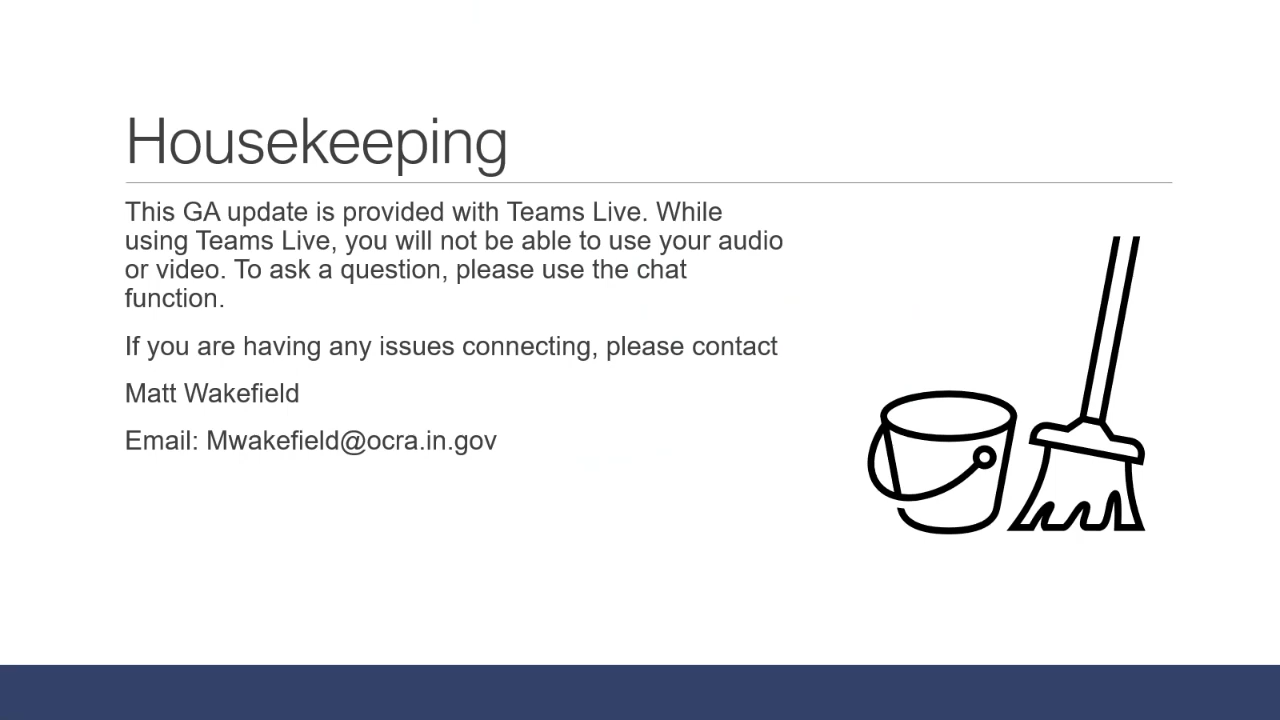 Housekeeping
This GA update is provided with Teams Live. While
using Teams Live, you will not be able to use your audio
or video. To ask a question, please use the chat
function.
If you are having any issues connecting, please contact
Matt Wakefield
Email: Mwakefield@ocra.in.gov